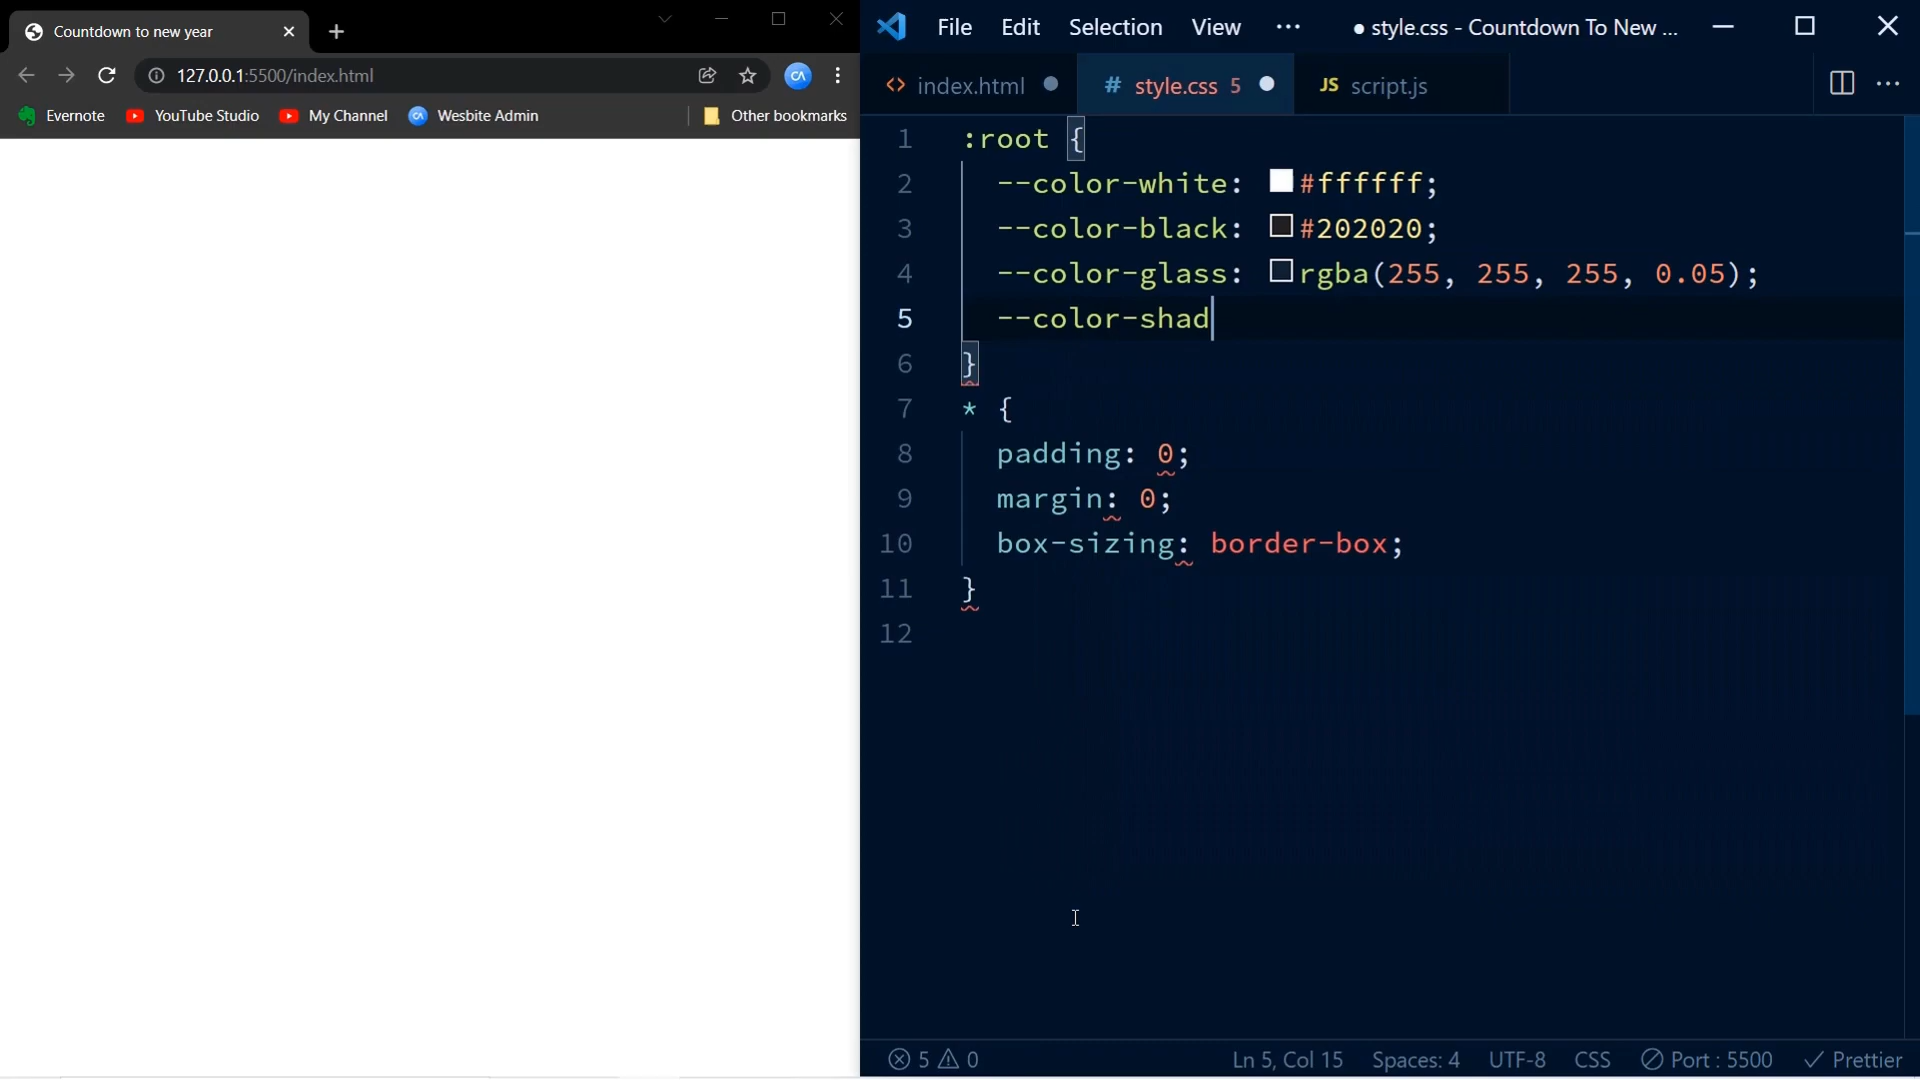 Countdown to new year
127.0.0.1:5500/index.html
Evernote YouTube Studio My Channel CA Wesbite Admin Other bookmarks
File Edit Selection View ··· ● style.css - Countdown To New ...
<> index.html ● # style.css 5 ● JS script.js
1 :root {
2 --color-white: #ffffff;
3 --color-black: #202020;
4 --color-glass: rgba(255, 255, 255, 0.05);
5 --color-shad
6 }
7 * {
8 padding: 0;
9 margin: 0;
10 box-sizing: border-box;
11 }
12
5 0 Ln 5, Col 15 Spaces: 4 UTF-8 CSS Port : 5500 Prettier